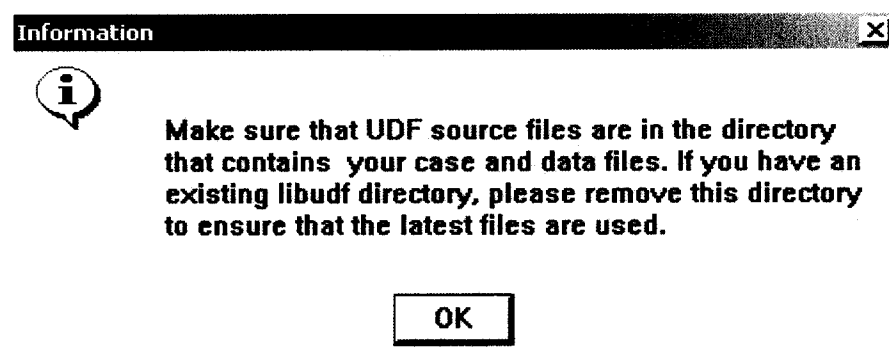 Information
Make sure that UDF source files are in the directory
that contains  your case and data files. If you have an
existing libudf directory, please remove this directory
to ensure that the latest files are used.
OK